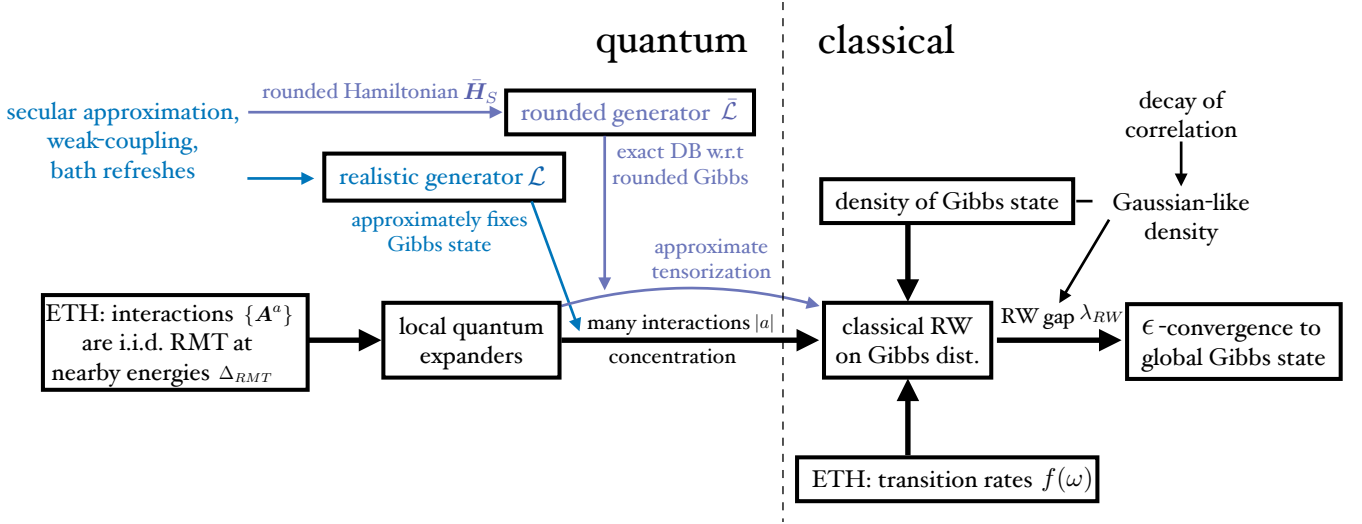 quantum
classical
rounded Hamiltonian H̄_S
rounded generator L̄
secular approximation,
weak-coupling,
bath refreshes
realistic generator L
exact DB w.r.t
rounded Gibbs
approximately fixes
Gibbs state
approximate
tensorization
decay of
correlation
density of Gibbs state
Gaussian-like
density
ETH: interactions {A^a}
are i.i.d. RMT at
nearby energies Δ_RMT
local quantum
expanders
many interactions |a|
concentration
classical RW
on Gibbs dist.
RW gap λ_RW
ϵ-convergence to
global Gibbs state
ETH: transition rates f(ω)